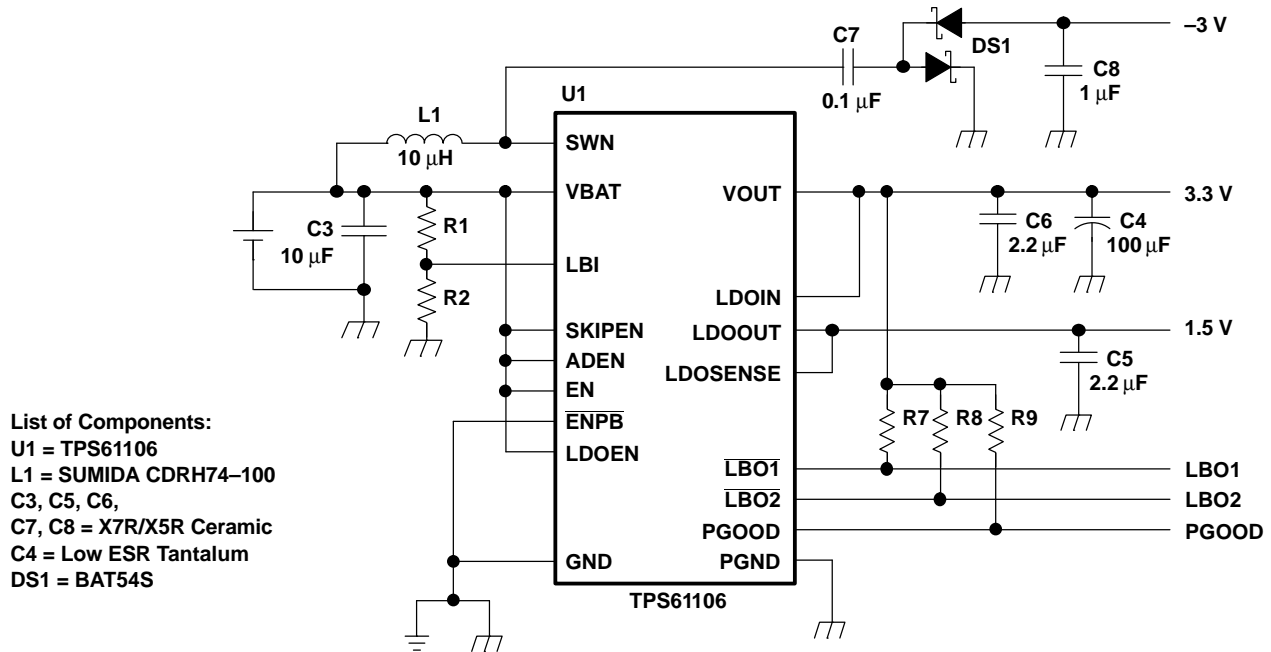 C7
0.1 μF
DS1
–3 V
C8
1 μF
U1
L1
10 μH
SWN
VBAT
VOUT
3.3 V
C3
10 μF
R1
R2
LBI
C6
2.2 μF
C4
100 μF
LDOIN
SKIPEN
LDOOUT
1.5 V
ADEN
LDOSENSE
C5
2.2 μF
EN
ENPB
LDOEN
R7
R8
R9
LBO1
LBO1
LBO2
LBO2
PGOOD
PGOOD
GND
PGND
TPS61106
List of Components:
U1 = TPS61106
L1 = SUMIDA CDRH74–100
C3, C5, C6,
C7, C8 = X7R/X5R Ceramic
C4 = Low ESR Tantalum
DS1 = BAT54S